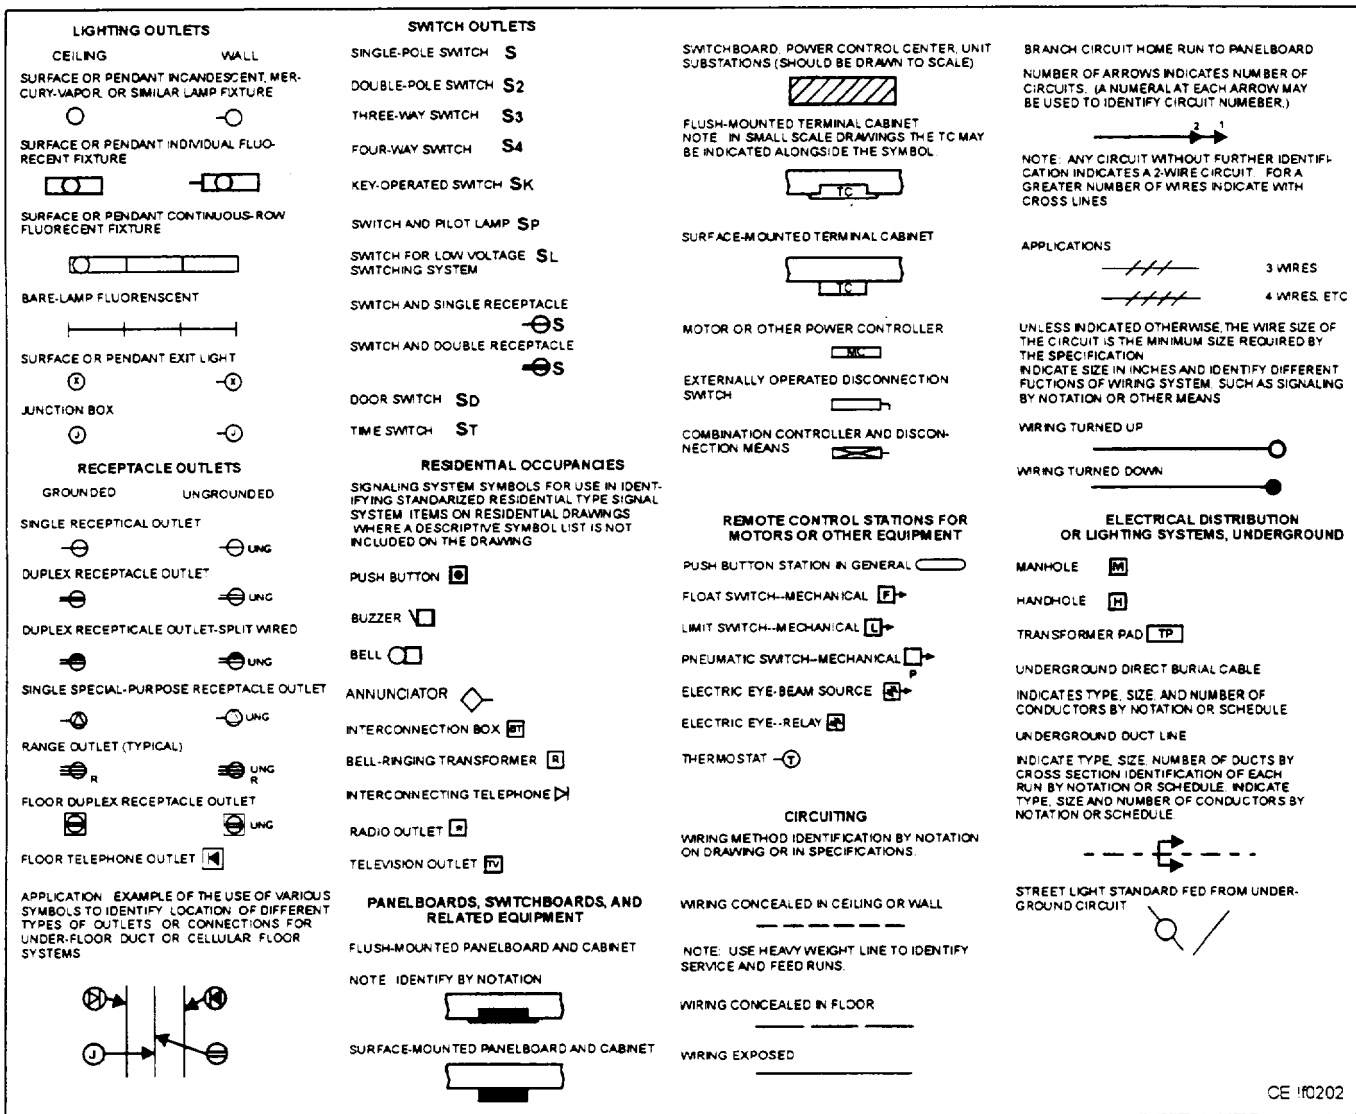 LIGHTING OUTLETS
CEILING WALL
SURFACE OR PENDANT INCANDESCENT, MER-
CURY-VAPOR, OR SIMILAR LAMP FIXTURE
SURFACE OR PENDANT INDIVIDUAL FLUO-
RECENT FIXTURE
SURFACE OR PENDANT CONTINUOUS-ROW
FLUORECENT FIXTURE
BARE-LAMP FLUORENSCENT
SURFACE OR PENDANT EXIT LIGHT
X X
JUNCTION BOX
J J
RECEPTACLE OUTLETS
GROUNDED UNGROUNDED
SINGLE RECEPTICAL OUTLET
UNG
DUPLEX RECEPTACLE OUTLET
UNG
DUPLEX RECEPTICALE OUTLET-SPLIT WIRED
UNG
SINGLE SPECIAL-PURPOSE RECEPTACLE OUTLET
UNG
RANGE OUTLET (TYPICAL)
R UNG
R
FLOOR DUPLEX RECEPTACLE OUTLET
UNG
FLOOR TELEPHONE OUTLET
APPLICATION EXAMPLE OF THE USE OF VARIOUS
SYMBOLS TO IDENTIFY LOCATION OF DIFFERENT
TYPES OF OUTLETS OR CONNECTIONS FOR
UNDER-FLOOR DUCT OR CELLULAR FLOOR
SYSTEMS
J
SWITCH OUTLETS
SINGLE-POLE SWITCH S
DOUBLE-POLE SWITCH S2
THREE-WAY SWITCH S3
FOUR-WAY SWITCH S4
KEY-OPERATED SWITCH SK
SWITCH AND PILOT LAMP SP
SWITCH FOR LOW VOLTAGE SL
SWITCHING SYSTEM
SWITCH AND SINGLE RECEPTACLE
S
SWITCH AND DOUBLE RECEPTACLE
S
DOOR SWITCH SD
TIME SWITCH ST
RESIDENTIAL OCCUPANCIES
SIGNALING SYSTEM SYMBOLS FOR USE IN IDENT-
IFYING STANDARIZED RESIDENTIAL TYPE SIGNAL
SYSTEM ITEMS ON RESIDENTIAL DRAWINGS
WHERE A DESCRIPTIVE SYMBOL LIST IS NOT
INCLUDED ON THE DRAWING
PUSH BUTTON
BUZZER
BELL
ANNUNCIATOR
INTERCONNECTION BOX
BELL-RINGING TRANSFORMER R
INTERCONNECTING TELEPHONE
RADIO OUTLET
TELEVISION OUTLET TV
PANELBOARDS, SWITCHBOARDS, AND
RELATED EQUIPMENT
FLUSH-MOUNTED PANELBOARD AND CABINET
NOTE IDENTIFY BY NOTATION
SURFACE-MOUNTED PANELBOARD AND CABINET
SWITCHBOARD, POWER CONTROL CENTER, UNIT
SUBSTATIONS (SHOULD BE DRAWN TO SCALE)
FLUSH-MOUNTED TERMINAL CABINET
NOTE IN SMALL SCALE DRAWINGS THE TC MAY
BE INDICATED ALONGSIDE THE SYMBOL
TC
SURFACE-MOUNTED TERMINAL CABINET
TC
MOTOR OR OTHER POWER CONTROLLER
MC
EXTERNALLY OPERATED DISCONNECTION
SWITCH
COMBINATION CONTROLLER AND DISCON-
NECTION MEANS
REMOTE CONTROL STATIONS FOR
MOTORS OR OTHER EQUIPMENT
PUSH BUTTON STATION IN GENERAL
FLOAT SWITCH--MECHANICAL F
LIMIT SWITCH--MECHANICAL L
PNEUMATIC SWITCH--MECHANICAL
P
ELECTRIC EYE-BEAM SOURCE
ELECTRIC EYE--RELAY
THERMOSTAT T
CIRCUITING
WIRING METHOD IDENTIFICATION BY NOTATION
ON DRAWING OR IN SPECIFICATIONS.
WIRING CONCEALED IN CEILING OR WALL
NOTE: USE HEAVY WEIGHT LINE TO IDENTIFY
SERVICE AND FEED RUNS.
WIRING CONCEALED IN FLOOR
WIRING EXPOSED
BRANCH CIRCUIT HOME RUN TO PANELBOARD
NUMBER OF ARROWS INDICATES NUMBER OF
CIRCUITS. (A NUMERAL AT EACH ARROW MAY
BE USED TO IDENTIFY CIRCUIT NUMEBER.)
2 1
NOTE: ANY CIRCUIT WITHOUT FURTHER IDENTIFI-
CATION INDICATES A 2-WIRE CIRCUIT. FOR A
GREATER NUMBER OF WIRES INDICATE WITH
CROSS LINES
APPLICATIONS
3 WIRES
4 WIRES, ETC
UNLESS INDICATED OTHERWISE, THE WIRE SIZE OF
THE CIRCUIT IS THE MINIMUM SIZE REQUIRED BY
THE SPECIFICATION
INDICATE SIZE IN INCHES AND IDENTIFY DIFFERENT
FUCTIONS OF WIRING SYSTEM, SUCH AS SIGNALING
BY NOTATION OR OTHER MEANS
WIRING TURNED UP
WIRING TURNED DOWN
ELECTRICAL DISTRIBUTION
OR LIGHTING SYSTEMS, UNDERGROUND
MANHOLE M
HANDHOLE H
TRANSFORMER PAD TP
UNDERGROUND DIRECT BURIAL CABLE
INDICATES TYPE, SIZE, AND NUMBER OF
CONDUCTORS BY NOTATION OR SCHEDULE
UNDERGROUND DUCT LINE
INDICATE TYPE, SIZE, NUMBER OF DUCTS BY
CROSS SECTION IDENTIFICATION OF EACH
RUN BY NOTATION OR SCHEDULE, INDICATE
TYPE, SIZE AND NUMBER OF CONDUCTORS BY
NOTATION OR SCHEDULE
STREET LIGHT STANDARD FED FROM UNDER-
GROUND CIRCUIT